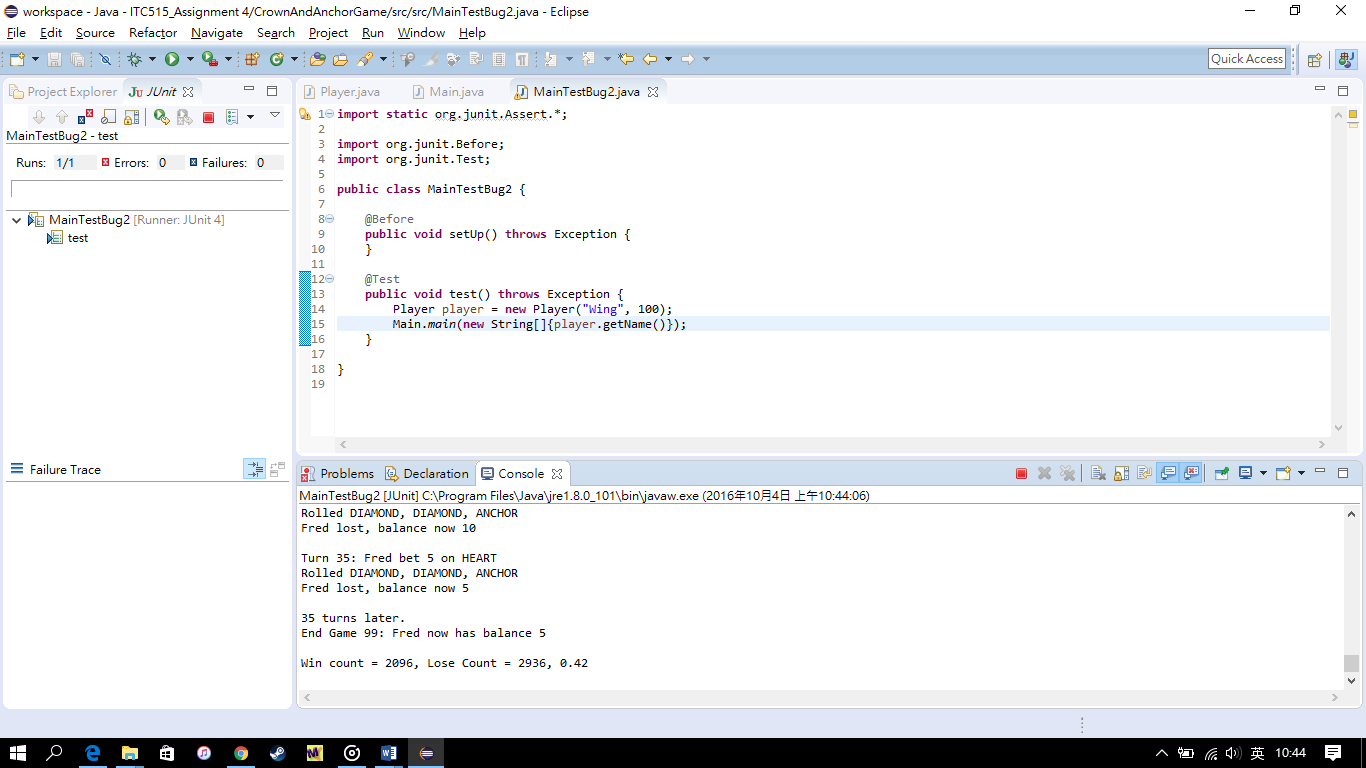 workspace - Java - ITC515_Assignment 4/CrownAndAnchorGame/src/src/MainTestBug2.java - Eclipse
File Edit Source Refactor Navigate Search Project Run Window Help
Quick Access
Project Explorer JUnit
MainTestBug2 - test
Runs: 1/1 Errors: 0 Failures: 0
MainTestBug2 [Runner: JUnit 4]
test
Failure Trace
Player.java Main.java MainTestBug2.java
1 import static org.junit.Assert.*;
2
3 import org.junit.Before;
4 import org.junit.Test;
5
6 public class MainTestBug2 {
7
8 @Before
9 public void setUp() throws Exception {
10 }
11
12 @Test
13 public void test() throws Exception {
14 Player player = new Player("Wing", 100);
15 Main.main(new String[]{player.getName()});
16 }
17
18 }
19
Problems Declaration Console
MainTestBug2 [JUnit] C:\Program Files\Java\jre1.8.0_101\bin\javaw.exe (2016年10月4日 上午10:44:06)
Rolled DIAMOND, DIAMOND, ANCHOR
Fred lost, balance now 10
Turn 35: Fred bet 5 on HEART
Rolled DIAMOND, DIAMOND, ANCHOR
Fred lost, balance now 5
35 turns later.
End Game 99: Fred now has balance 5
Win count = 2096, Lose Count = 2936, 0.42
英 10:44